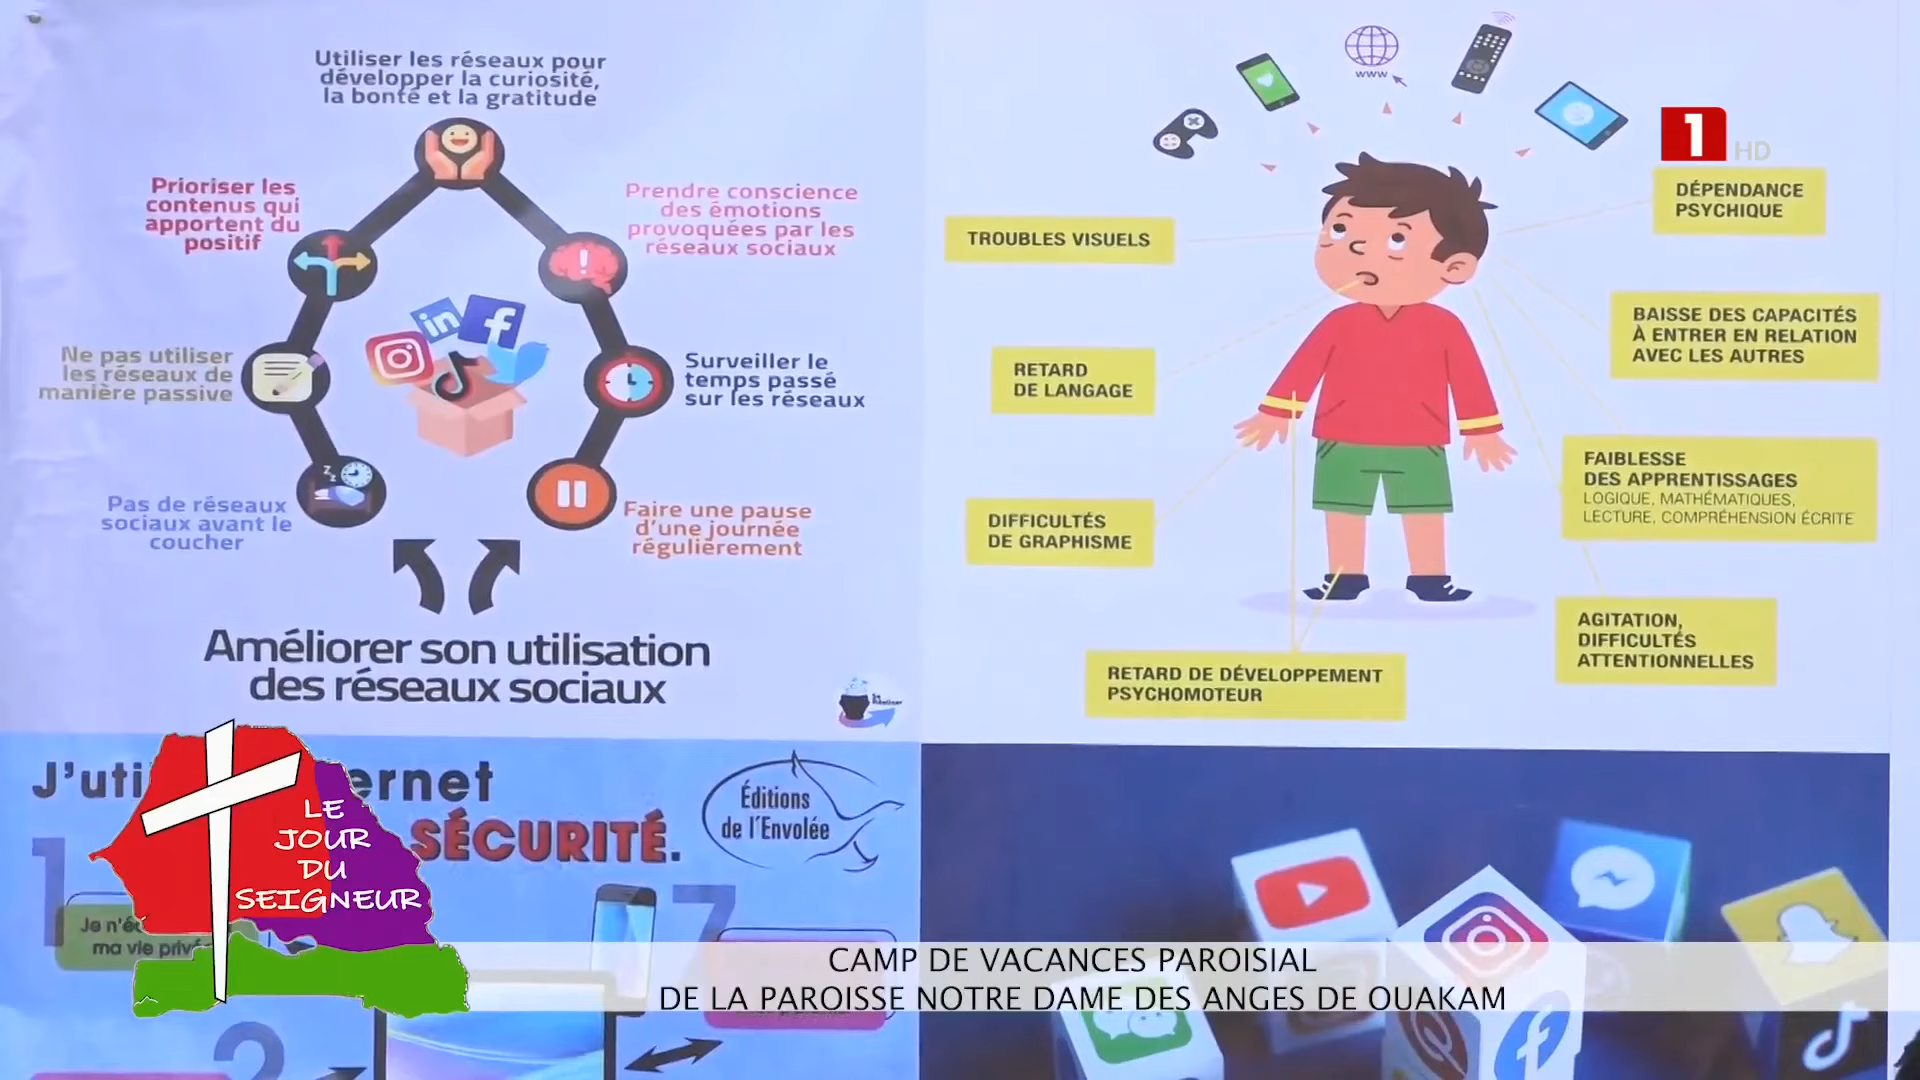 Utiliser les réseaux pour
développer la curiosité,
la bonté et la gratitude
Prioriser les
contenus qui
apportent du
positif
Prendre conscience
des émotions
provoquées par les
réseaux sociaux
Ne pas utiliser
les réseaux de
manière passive
Surveiller le
temps passé
sur les réseaux
Pas de réseaux
sociaux avant le
coucher
Faire une pause
d'une journée
régulièrement
Améliorer son utilisation
des réseaux sociaux
www
1 HD
TROUBLES VISUELS
DÉPENDANCE
PSYCHIQUE
RETARD
DE LANGAGE
BAISSE DES CAPACITÉS
À ENTRER EN RELATION
AVEC LES AUTRES
DIFFICULTÉS
DE GRAPHISME
FAIBLESSE
DES APPRENTISSAGES
LOGIQUE, MATHÉMATIQUES,
LECTURE, COMPRÉHENSION ÉCRITE
RETARD DE DÉVELOPPEMENT
PSYCHOMOTEUR
AGITATION,
DIFFICULTÉS
ATTENTIONNELLES
J'uti ernet
SÉCURITÉ.
Éditions
de l'Envolée
1
Je n'é
ma vie priv
7
2
LE
JOUR
DU
SEIGNEUR
CAMP DE VACANCES PAROISIAL
DE LA PAROISSE NOTRE DAME DES ANGES DE OUAKAM